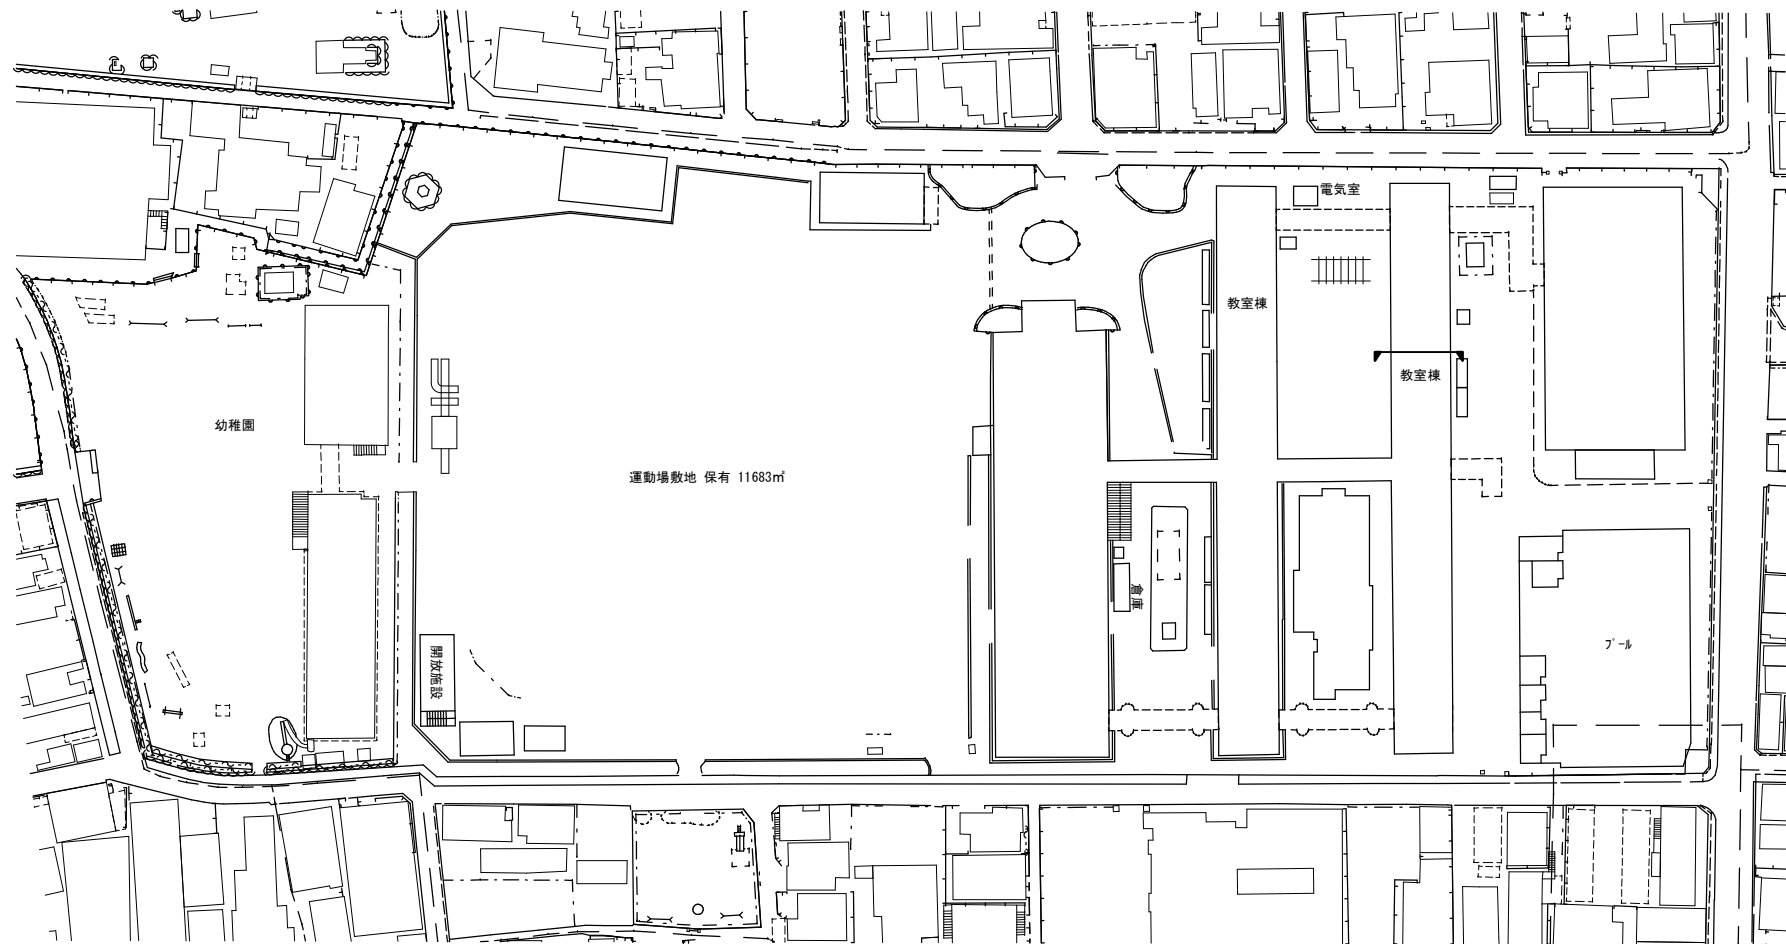 電気室
教室棟
教室棟
幼稚園
運動場敷地 保有 11683㎡
倉庫
開放施設
プール